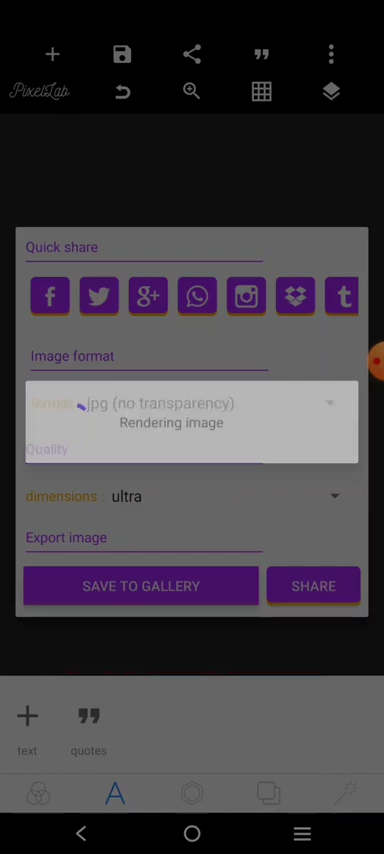 PixelLab
Quick share
Image format
format : jpg (no transparency)
Rendering image
Quality
dimensions : ultra
Export image
SAVE TO GALLERY
SHARE
text
quotes